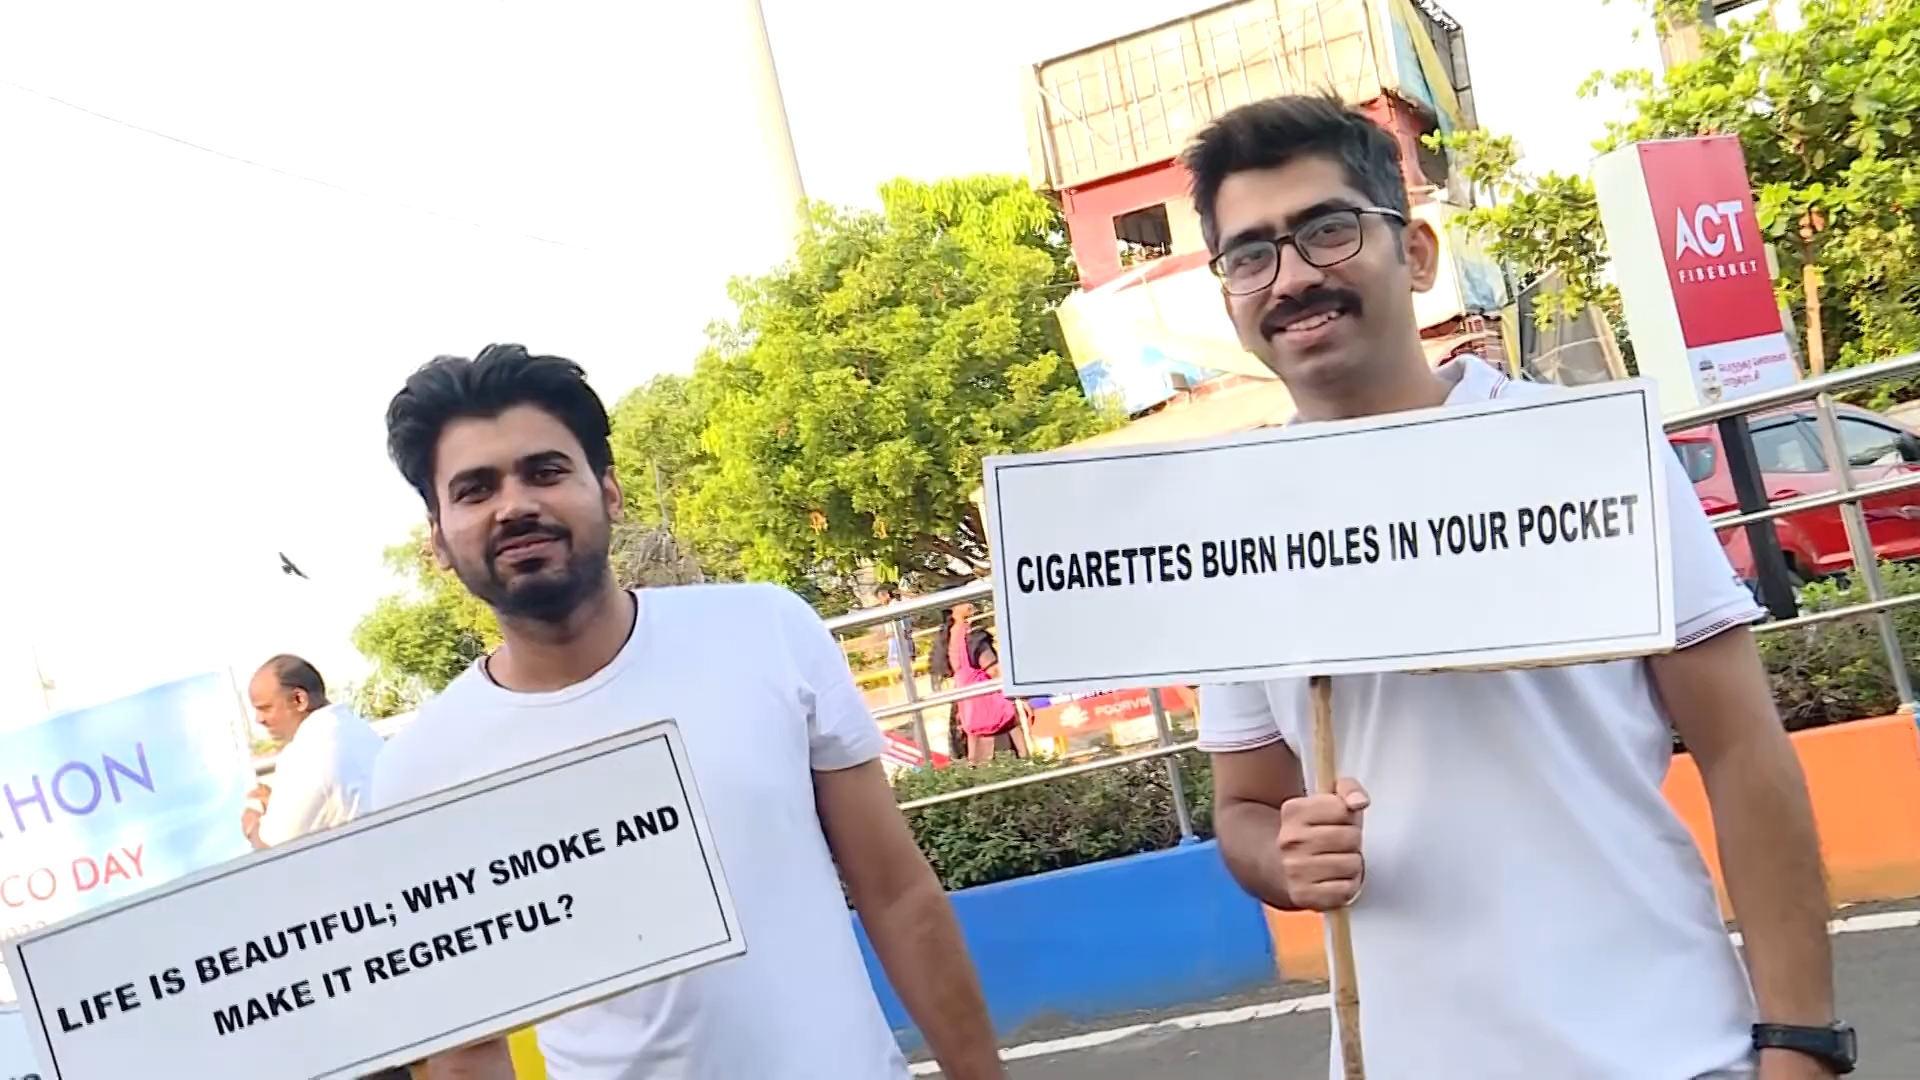 ACT
FIBERNET
CIGARETTES BURN HOLES IN YOUR POCKET
POORVIK
HON
CO DAY
LIFE IS BEAUTIFUL; WHY SMOKE AND
MAKE IT REGRETFUL?